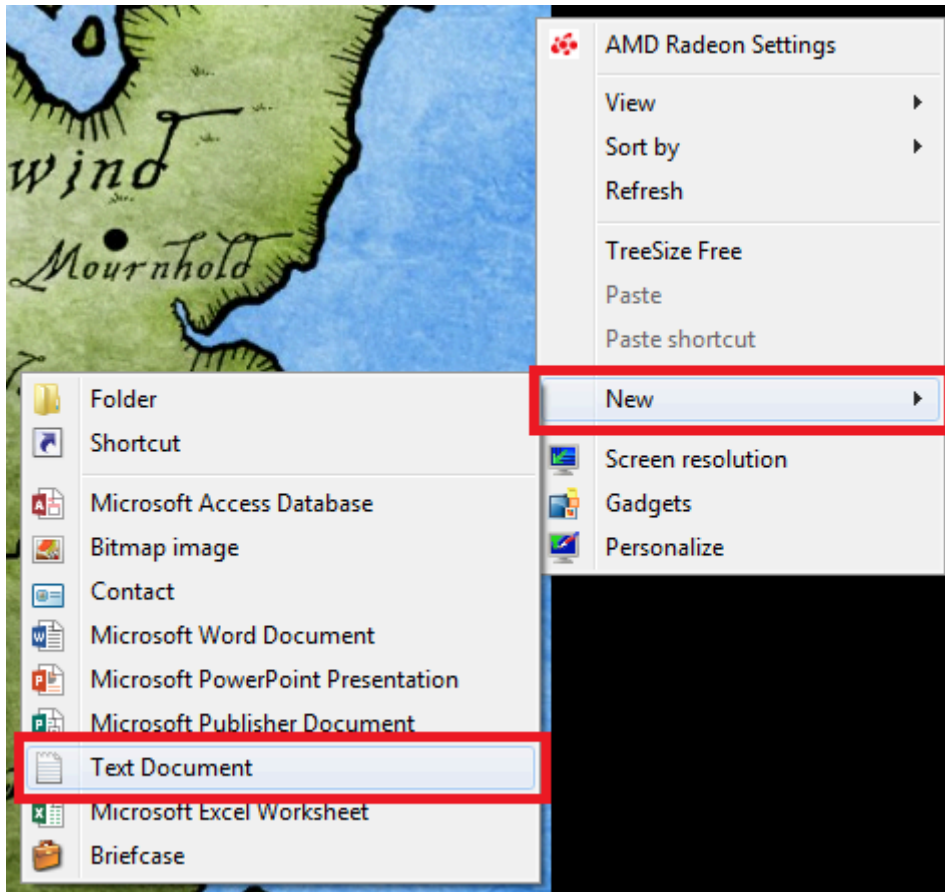 wind
Mournhold
AMD Radeon Settings
View
Sort by
Refresh
TreeSize Free
Paste
Paste shortcut
New
Screen resolution
Gadgets
Personalize
Folder
Shortcut
Microsoft Access Database
Bitmap image
Contact
Microsoft Word Document
Microsoft PowerPoint Presentation
Microsoft Publisher Document
Text Document
Microsoft Excel Worksheet
Briefcase